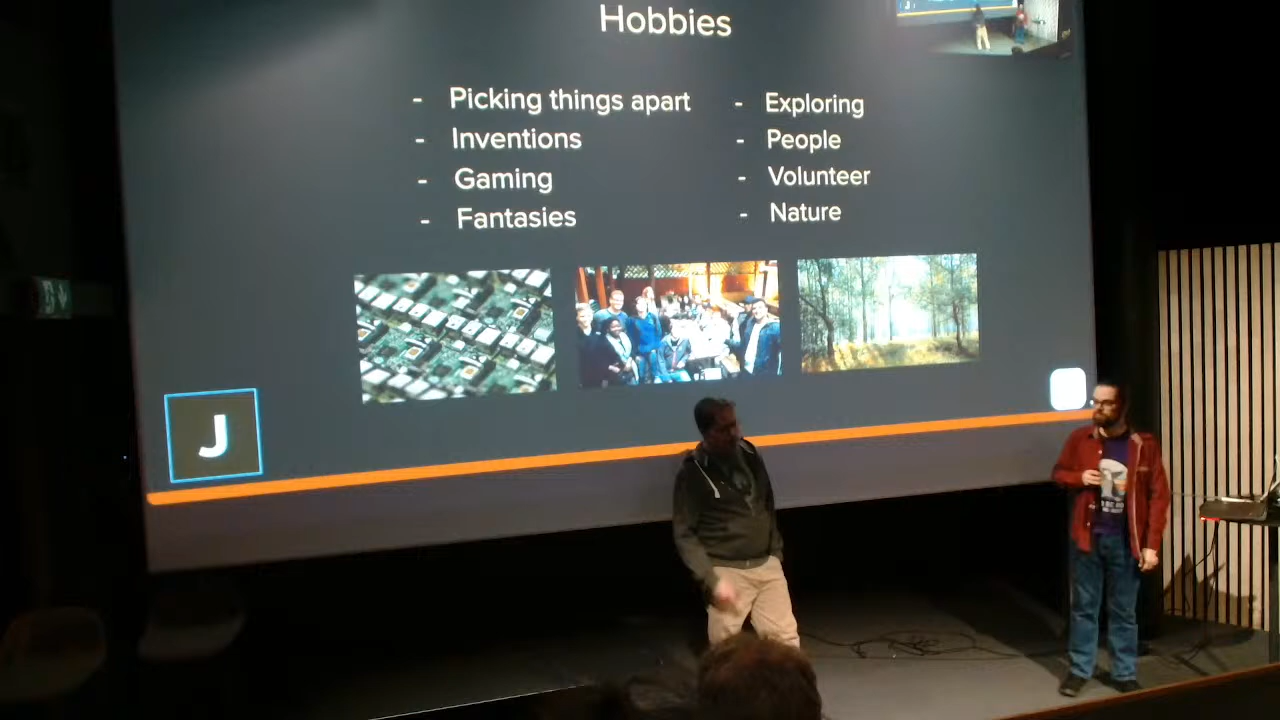 Hobbies
- Picking things apart
- Inventions
- Gaming
- Fantasies
- Exploring
- People
- Volunteer
- Nature
J